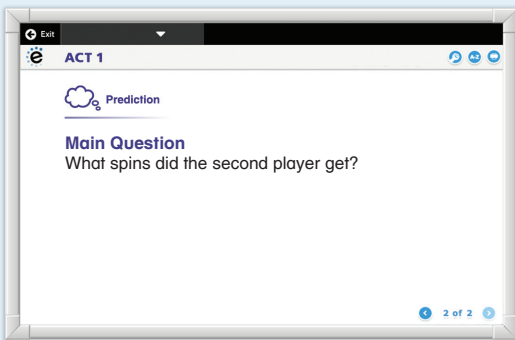 Exit
ë ACT 1
A-Z
Prediction
Main Question
What spins did the second player get?
2 of 2